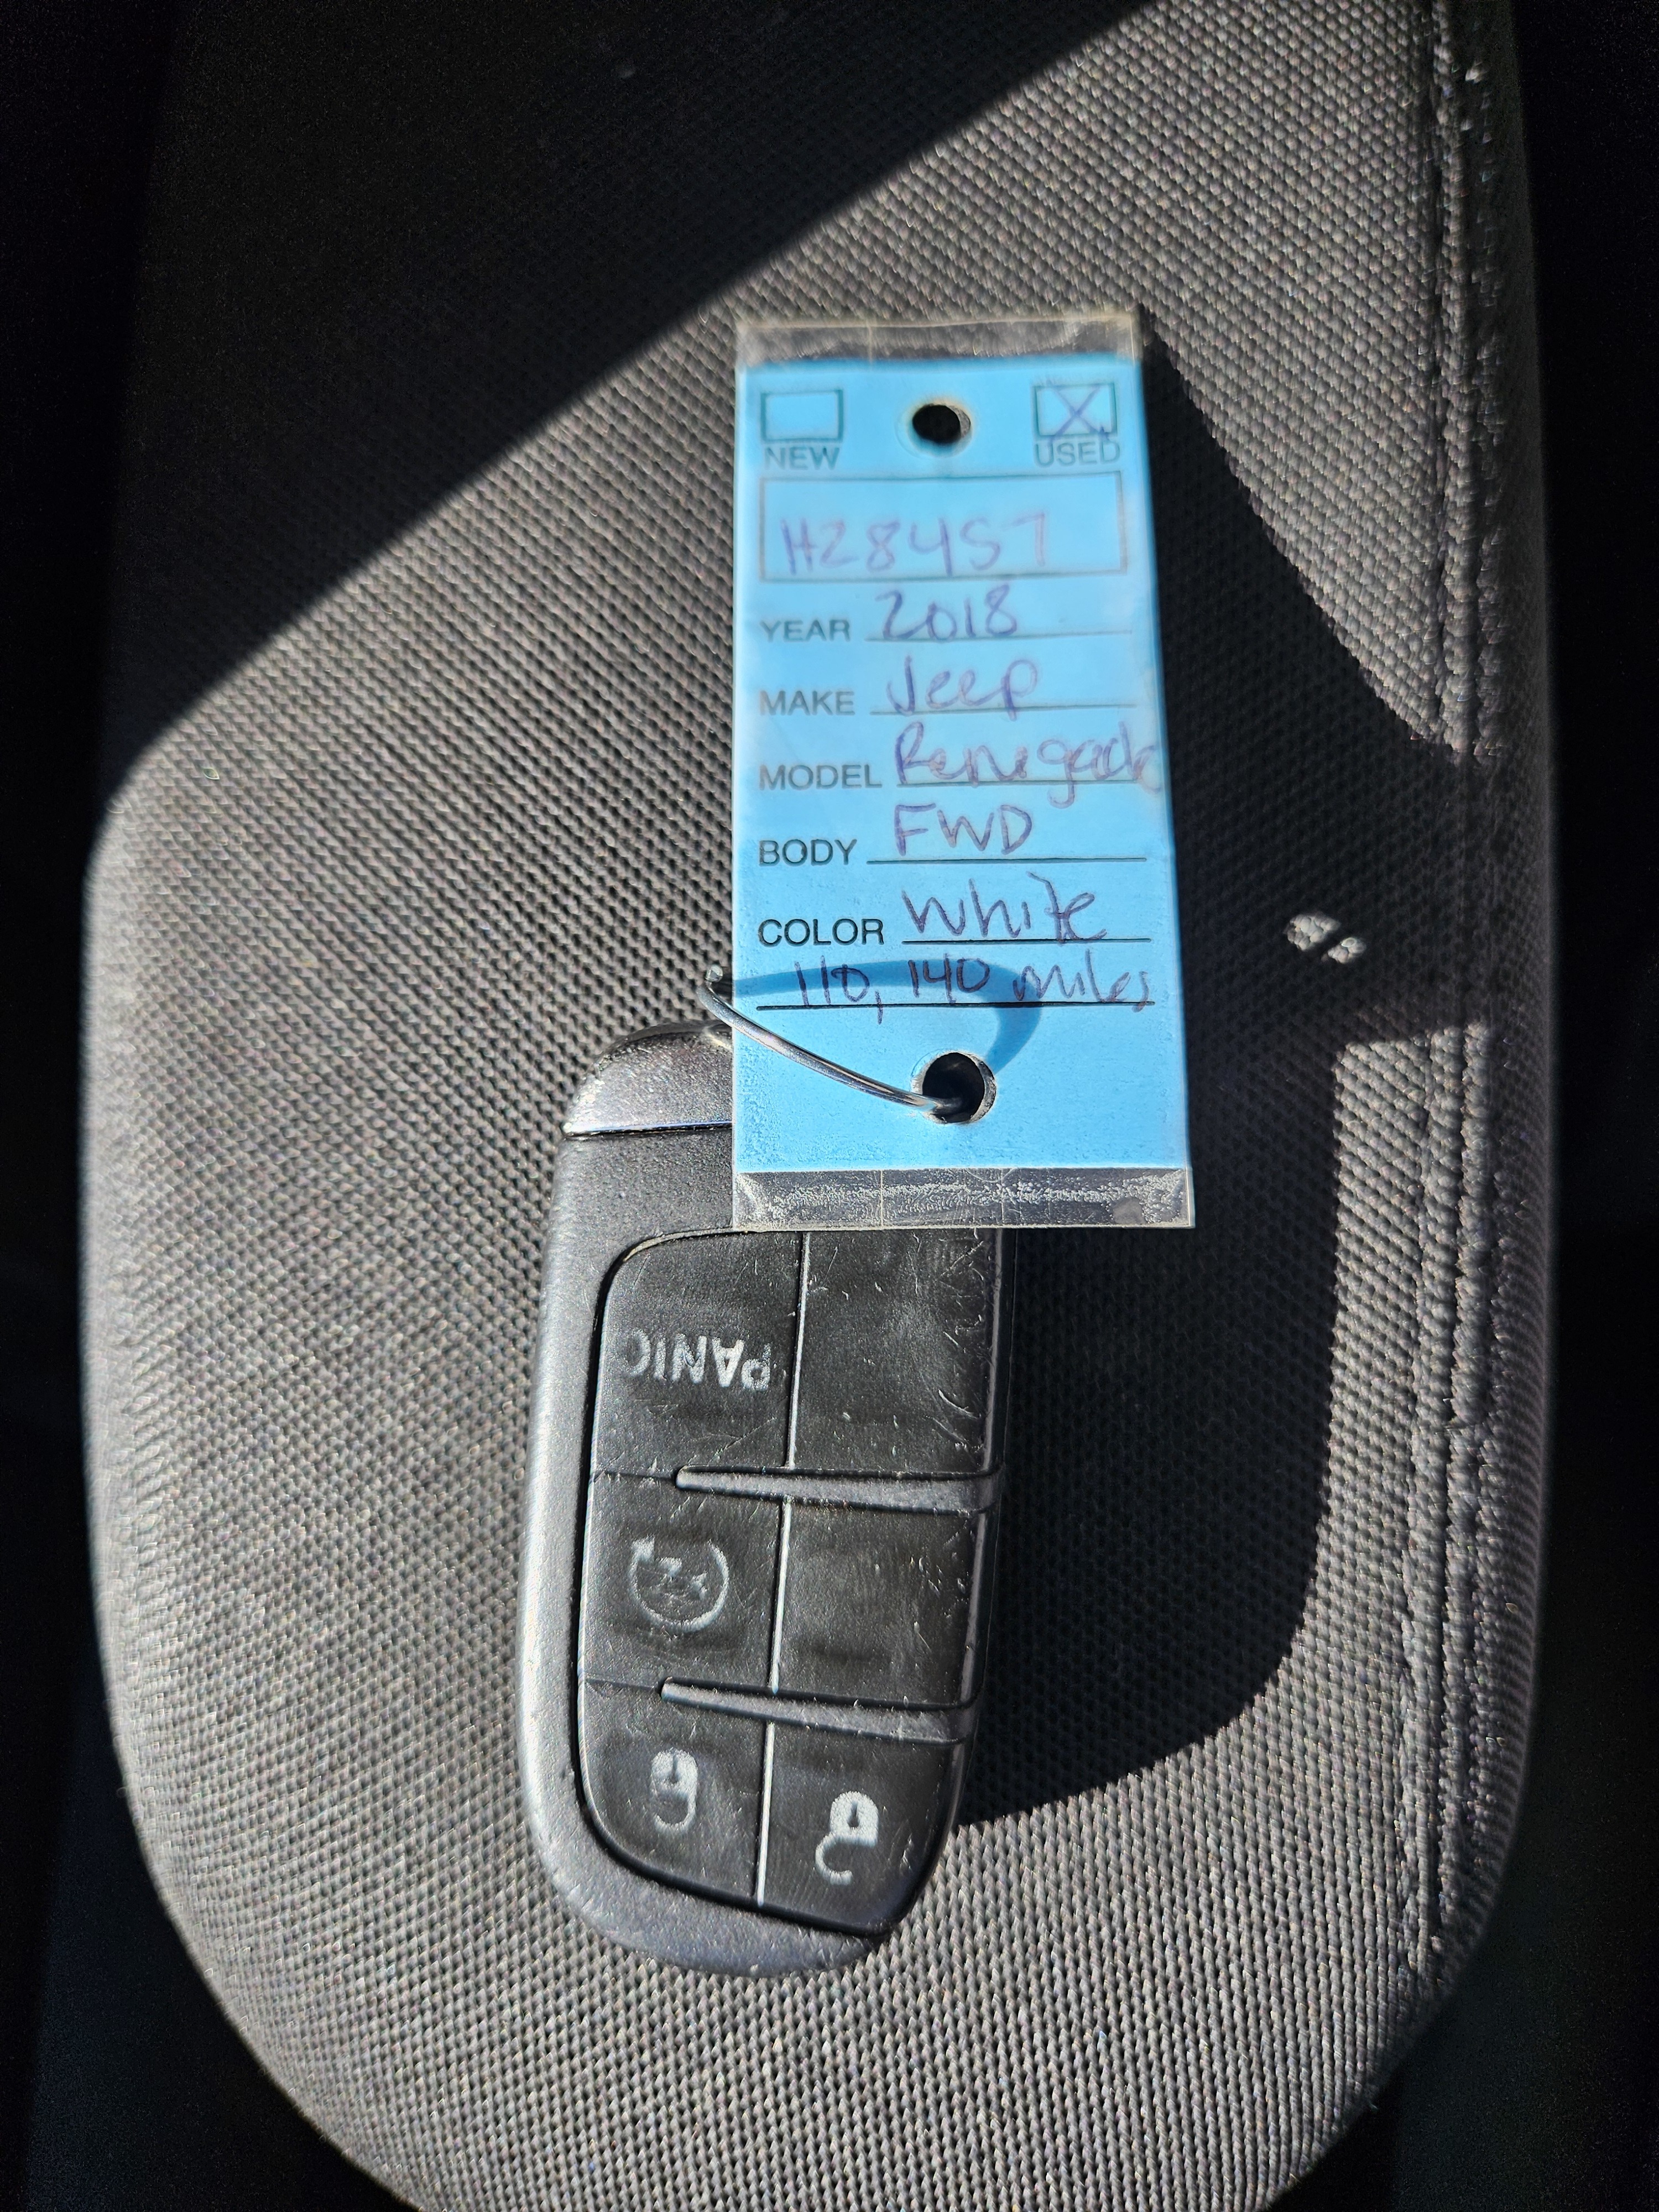 NEW USED
H28457
YEAR 2018
MAKE Jeep
MODEL Renegade
BODY FWD
COLOR White
110,140 miles
PANIC